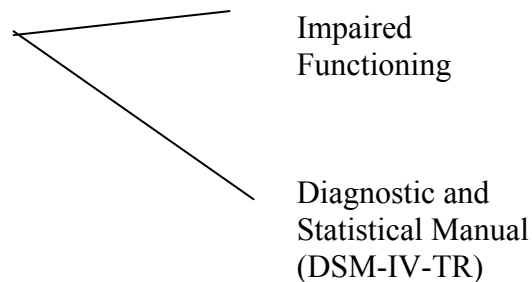 Impaired
Functioning
Diagnostic and
Statistical Manual
(DSM-IV-TR)